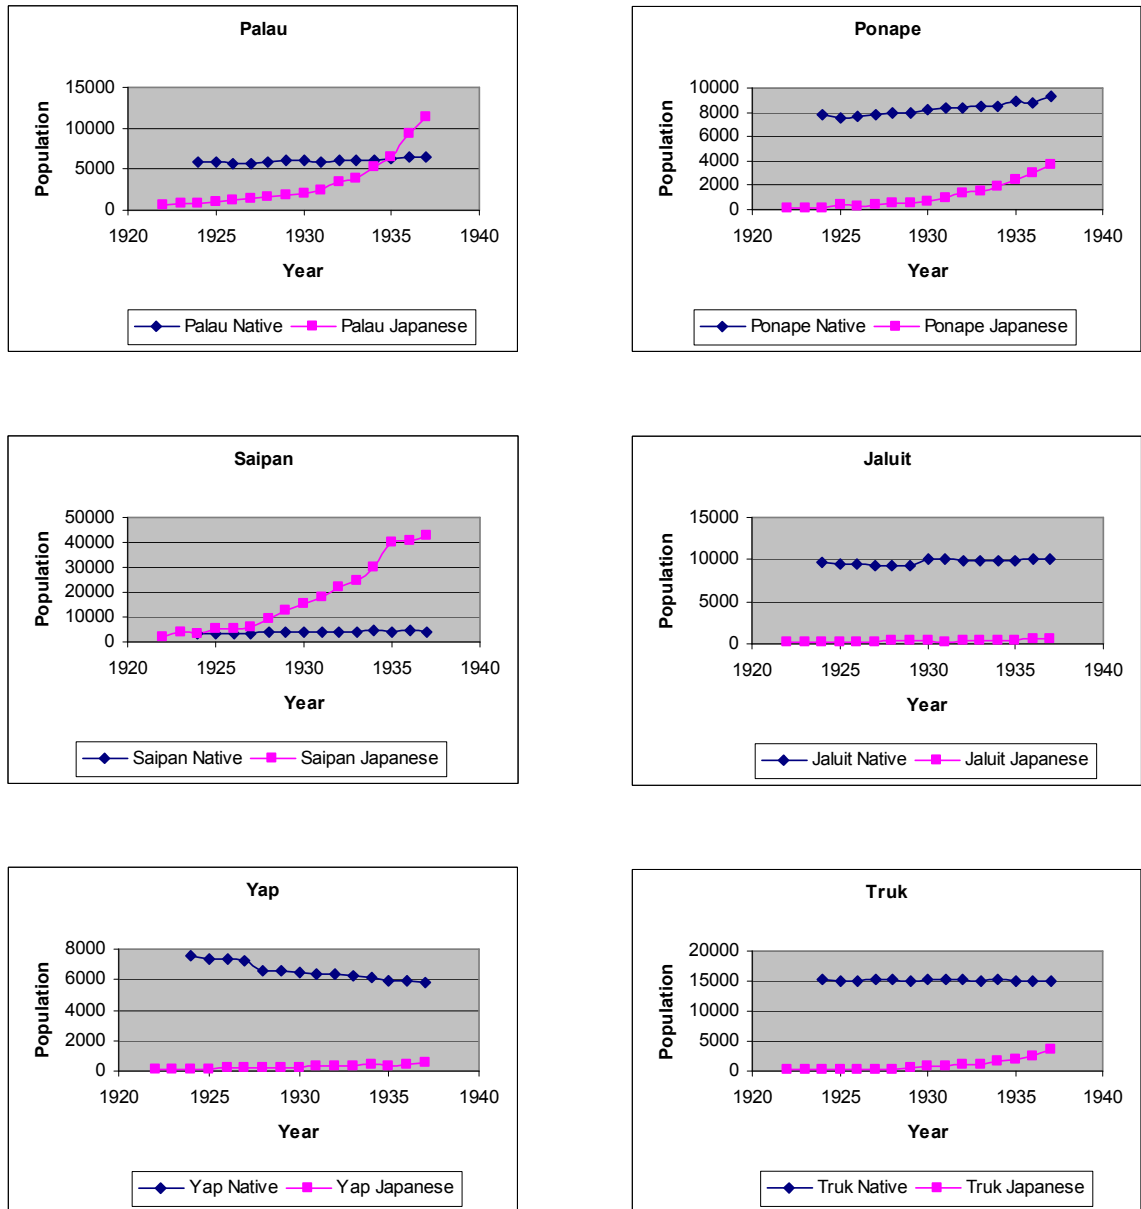 Palau
15000
10000
5000
0
1920 1925 1930 1935 1940
Population
Year
Palau Native Palau Japanese
Ponape
10000
8000
6000
4000
2000
0
1920 1925 1930 1935 1940
Population
Year
Ponape Native Ponape Japanese
Saipan
50000
40000
30000
20000
10000
0
1920 1925 1930 1935 1940
Population
Year
Saipan Native Saipan Japanese
Jaluit
15000
10000
5000
0
1920 1925 1930 1935 1940
Population
Year
Jaluit Native Jaluit Japanese
Yap
8000
6000
4000
2000
0
1920 1925 1930 1935 1940
Population
Year
Yap Native Yap Japanese
Truk
20000
15000
10000
5000
0
1920 1925 1930 1935 1940
Population
Year
Truk Native Truk Japanese